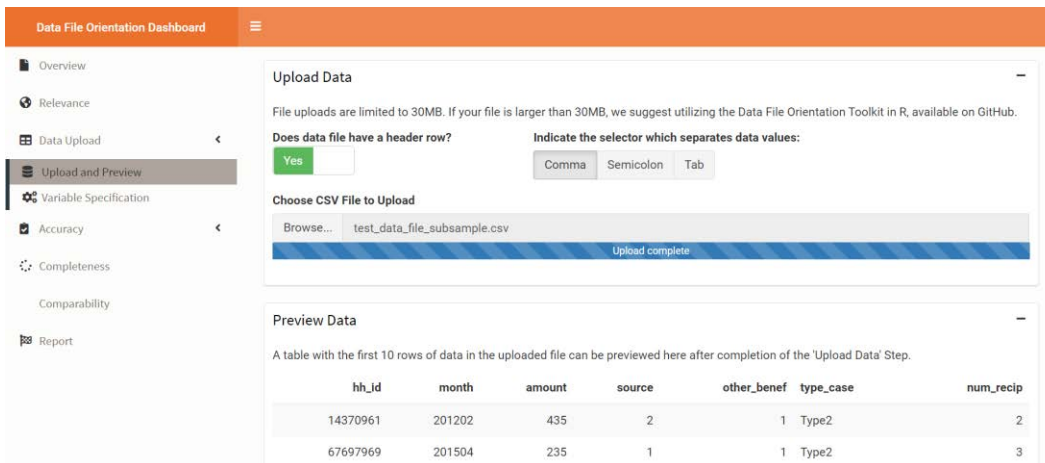 Data File Orientation Dashboard
Overview
Relevance
Data Upload
Upload and Preview
Variable Specification
Accuracy
Completeness
Comparability
Report
Upload Data
File uploads are limited to 30MB. If your file is larger than 30MB, we suggest utilizing the Data File Orientation Toolkit in R, available on GitHub.
Does data file have a header row? Indicate the selector which separates data values:
Yes Comma Semicolon Tab
Choose CSV File to Upload
Browse... test_data_file_subsample.csv
Upload complete
Preview Data
A table with the first 10 rows of data in the uploaded file can be previewed here after completion of the 'Upload Data' Step.
hh_id month amount source other_benef type_case num_recip
14370961 201202 435 2 1 Type2 2
67697969 201504 235 1 1 Type2 3